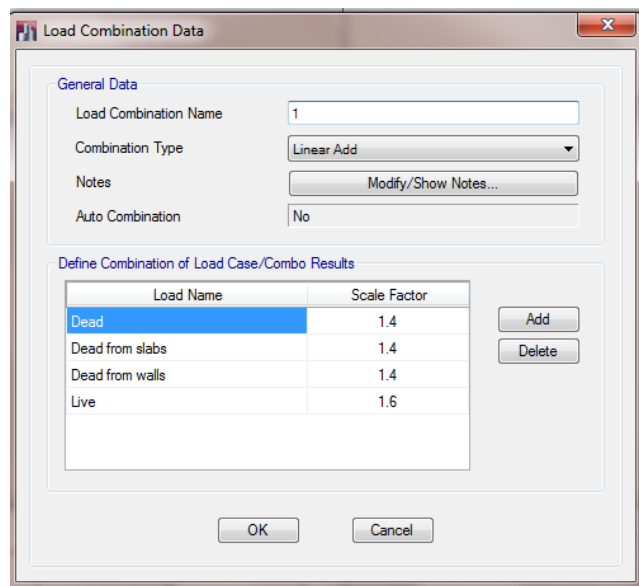 Load Combination Data
General Data
Load Combination Name 1
Combination Type Linear Add
Notes Modify/Show Notes...
Auto Combination No
Define Combination of Load Case/Combo Results
Load Name Scale Factor
Dead 1.4 Add
Dead from slabs 1.4 Delete
Dead from walls 1.4
Live 1.6
OK Cancel